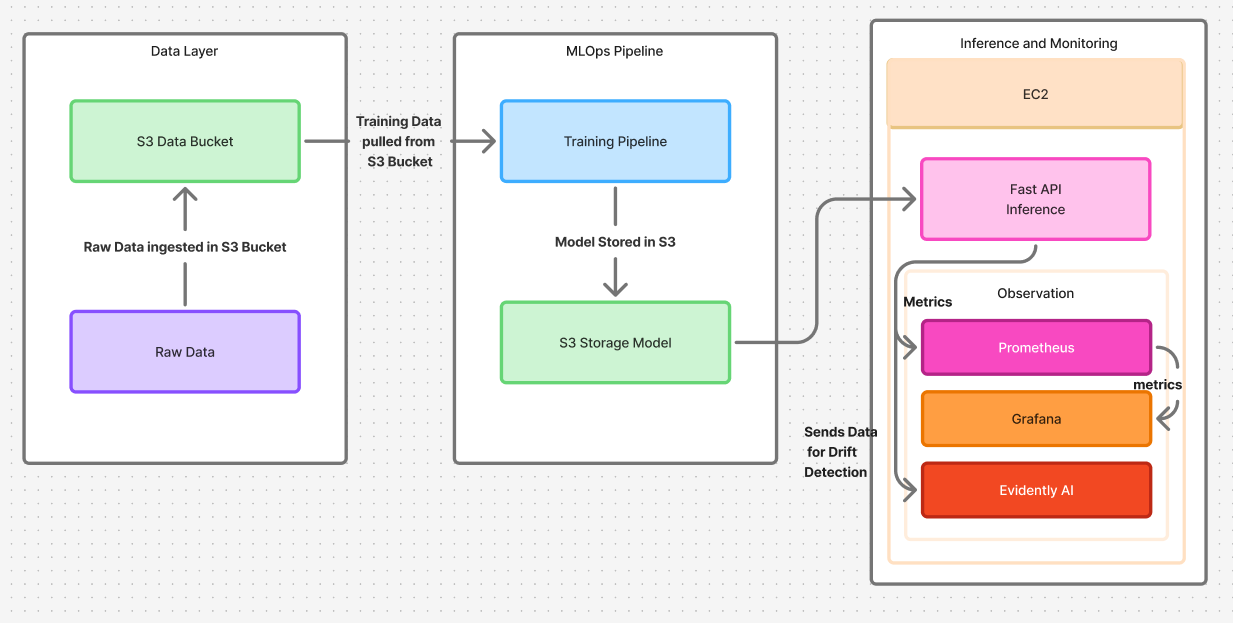 Data Layer
S3 Data Bucket
Raw Data ingested in S3 Bucket
Raw Data
Training Data
pulled from
S3 Bucket
MLOps Pipeline
Training Pipeline
Model Stored in S3
S3 Storage Model
Inference and Monitoring
EC2
Fast API
Inference
Observation
Metrics
Prometheus
metrics
Grafana
Sends Data
for Drift
Detection
Evidently AI